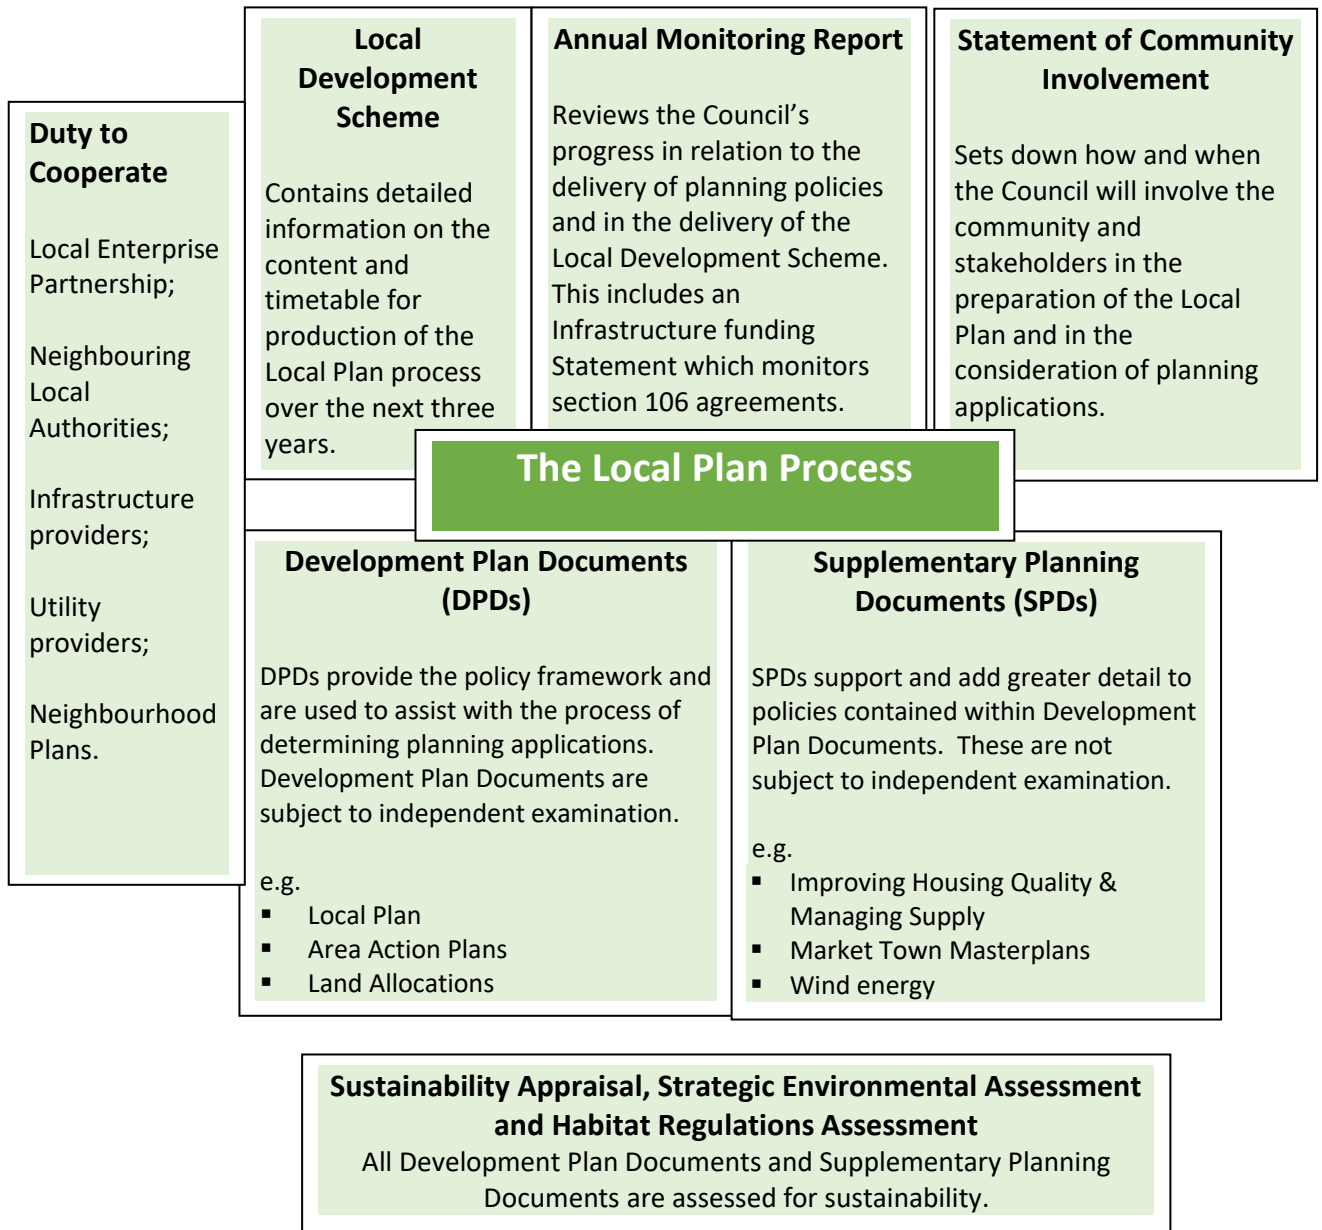 Duty to
Cooperate
Local Enterprise
Partnership;
Neighbouring
Local
Authorities;
Infrastructure
providers;
Utility
providers;
Neighbourhood
Plans.
Local
Development
Scheme
Contains detailed
information on the
content and
timetable for
production of the
Local Plan process
over the next three
years.
Annual Monitoring Report
Reviews the Council’s
progress in relation to the
delivery of planning policies
and in the delivery of the
Local Development Scheme.
This includes an
Infrastructure funding
Statement which monitors
section 106 agreements.
Statement of Community
Involvement
Sets down how and when
the Council will involve the
community and
stakeholders in the
preparation of the Local
Plan and in the
consideration of planning
applications.
The Local Plan Process
Development Plan Documents
(DPDs)
DPDs provide the policy framework and
are used to assist with the process of
determining planning applications.
Development Plan Documents are
subject to independent examination.
e.g.
▪ Local Plan
▪ Area Action Plans
▪ Land Allocations
Supplementary Planning
Documents (SPDs)
SPDs support and add greater detail to
policies contained within Development
Plan Documents.  These are not
subject to independent examination.
e.g.
▪ Improving Housing Quality &
Managing Supply
▪ Market Town Masterplans
▪ Wind energy
Sustainability Appraisal, Strategic Environmental Assessment
and Habitat Regulations Assessment
All Development Plan Documents and Supplementary Planning
Documents are assessed for sustainability.